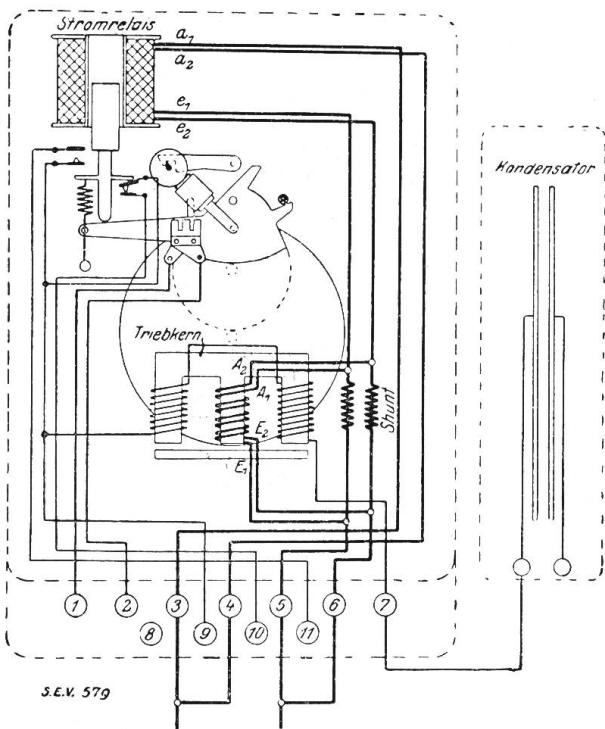 Stromrelais
a1
a2
e1
e2
Kondensator
Triebkern
A2
A1
E2
E1
Shunt
1 2 3 4 5 6 7
8 9 10 11
S.E.V. 579